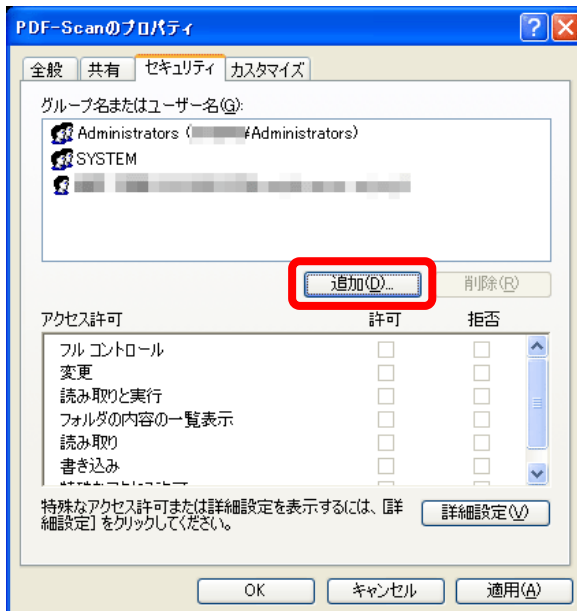 PDF-Scanのプロパティ
全般 共有 セキュリティ カスタマイズ
グループ名またはユーザー名(G):
Administrators ( ¥Administrators)
SYSTEM
追加(D)... 削除(R)
アクセス許可 許可 拒否
フル コントロール
変更
読み取りと実行
フォルダの内容の一覧表示
読み取り
書き込み
特殊なアクセス許可または詳細設定を表示するには、[詳
細設定] をクリックしてください。 詳細設定(V)
OK キャンセル 適用(A)